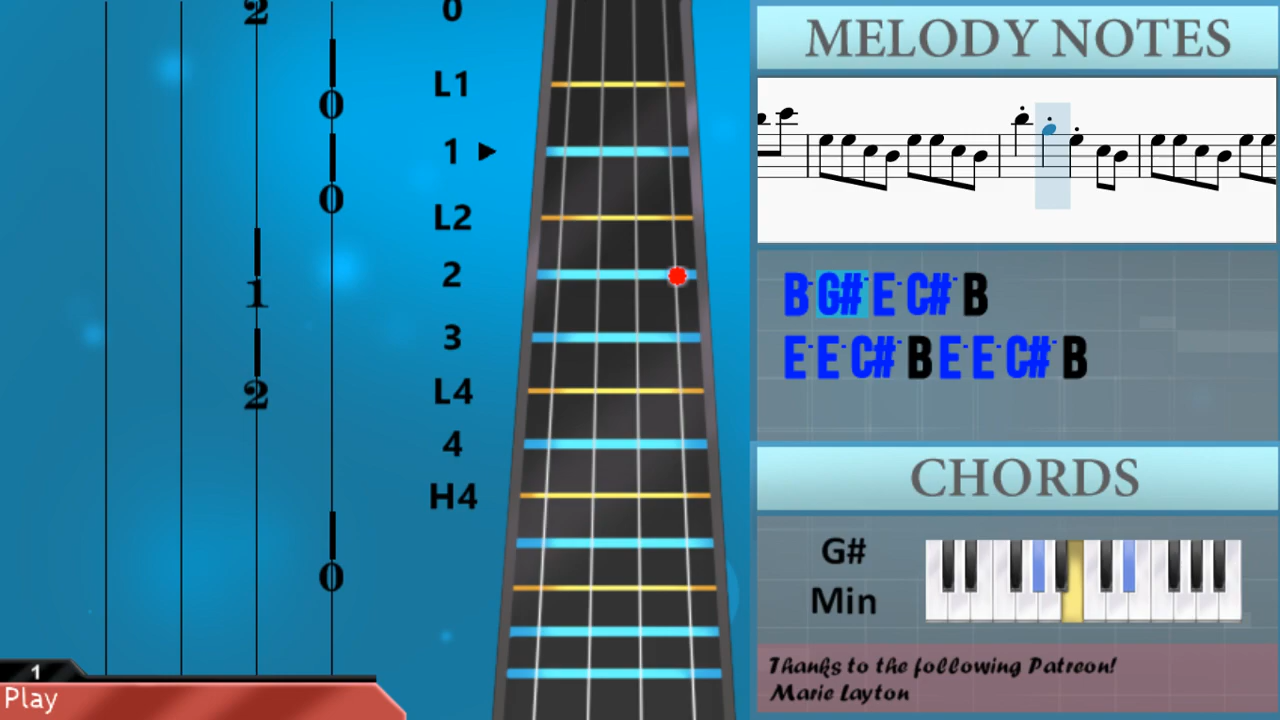 2
0
0
1
2
0
1
Play
0
L1
1
L2
2
3
L4
4
H4
MELODY NOTES
B G# E C# B
E E C# B E E C# B
CHORDS
G#
Min
Thanks to the following Patreon!
Marie Layton